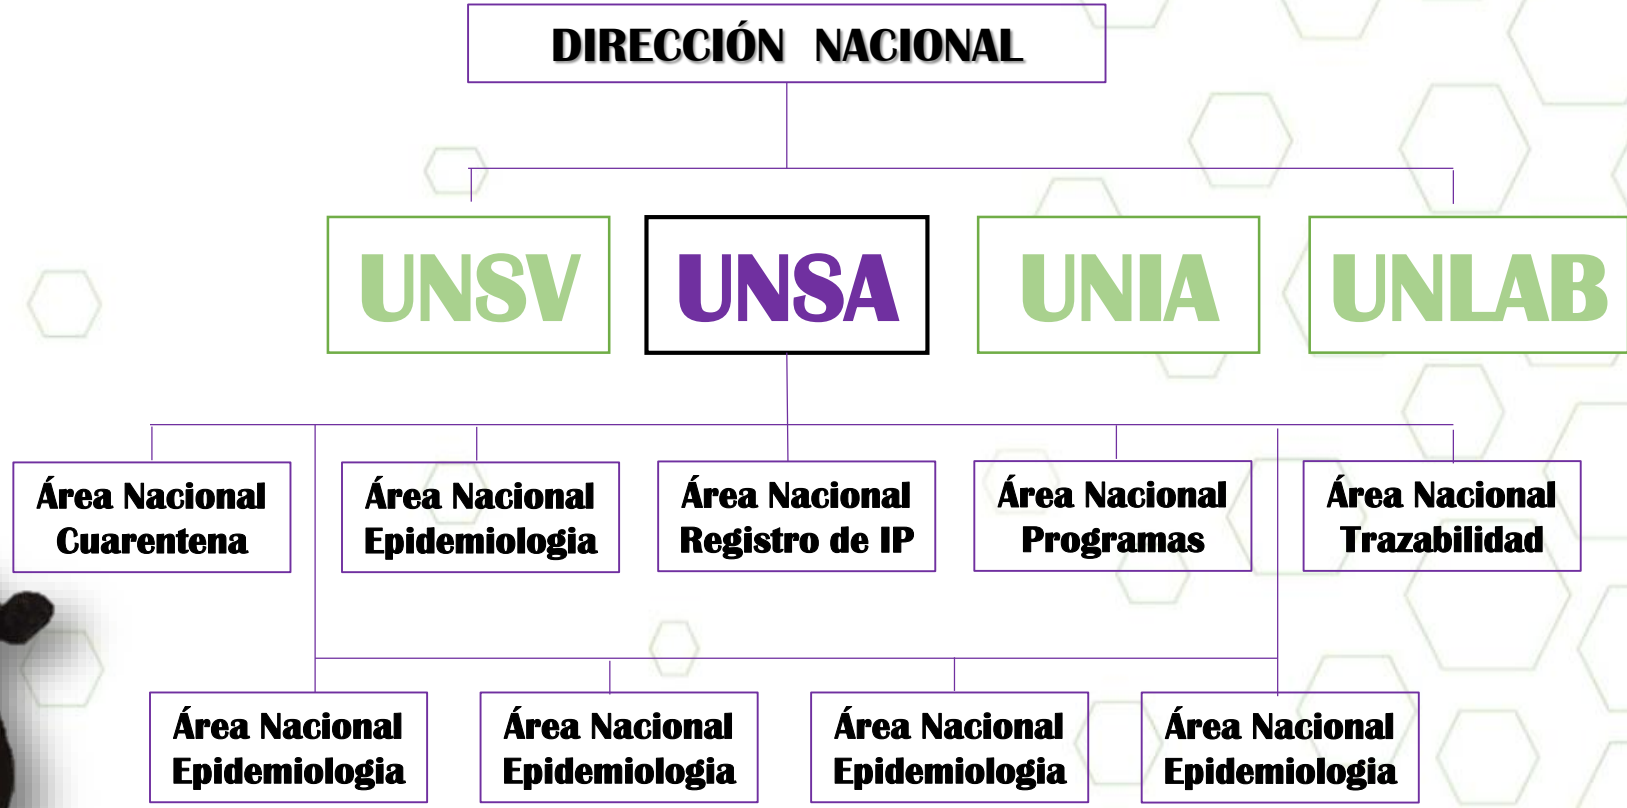 DIRECCIÓN NACIONAL
UNSV
UNSA
UNIA
UNLAB
Área Nacional
Cuarentena
Área Nacional
Epidemiologia
Área Nacional
Registro de IP
Área Nacional
Programas
Área Nacional
Trazabilidad
Área Nacional
Epidemiologia
Área Nacional
Epidemiologia
Área Nacional
Epidemiologia
Área Nacional
Epidemiologia